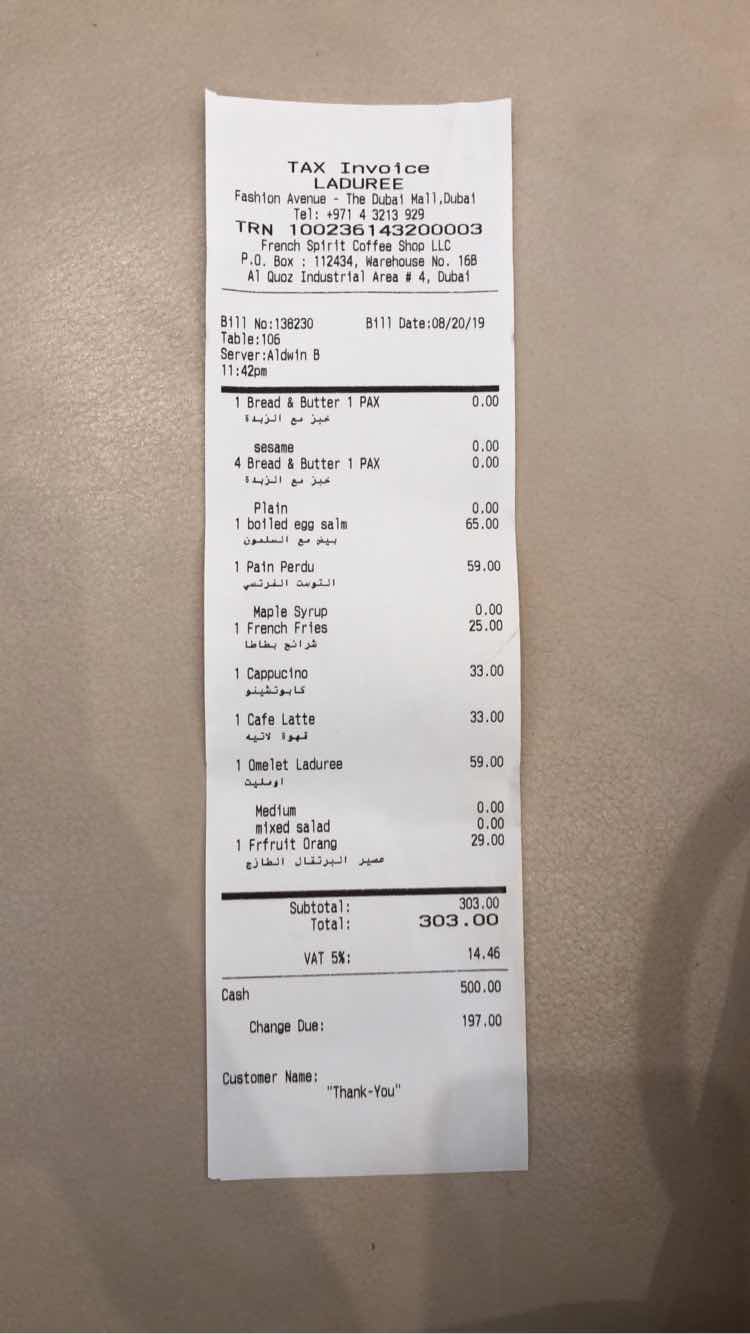 TAX Invoice
LADUREE
Fashion Avenue - The Dubai Mall,Dubai
Tel: +971 4 3213 929
TRN 100236143200003
French Spirit Coffee Shop LLC
P.O. Box : 112434, Warehouse No. 16B
Al Quoz Industrial Area # 4, Dubai
Bill No:136230 Bill Date:08/20/19
Table:106
Server:Aldwin B
11:42pm
1 Bread & Butter 1 PAX 0.00
خبز مع الزبدة
sesame 0.00
4 Bread & Butter 1 PAX 0.00
خبز مع الزبدة
Plain 0.00
1 boiled egg salm 65.00
بيض مع السلمون
1 Pain Perdu 59.00
التوست الفرنسي
Maple Syrup 0.00
1 French Fries 25.00
شرائح بطاطا
1 Cappucino 33.00
كابوتشينو
1 Cafe Latte 33.00
قهوة لاتيه
1 Omelet Laduree 59.00
اومليت
Medium 0.00
mixed salad 0.00
1 Frfruit Orang 29.00
عصير البرتقال الطازج
Subtotal: 303.00
Total: 303.00
VAT 5%: 14.46
Cash 500.00
Change Due: 197.00
Customer Name:
"Thank-You"